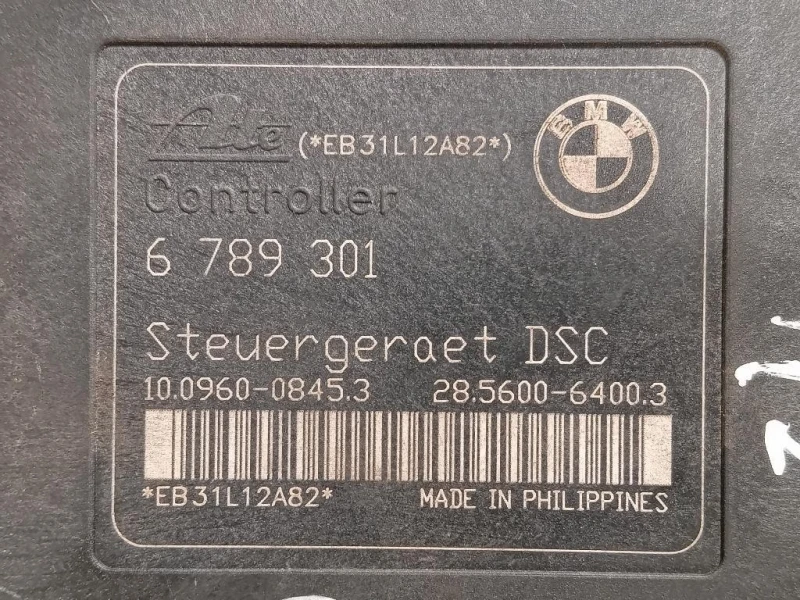 Ate (*EB31L12A82*)
BMW
Controller
6 789 301
Steuergeraet DSC
10.0960-0845.3 28.5600-6400.3
*EB31L12A82* MADE IN PHILIPPINES